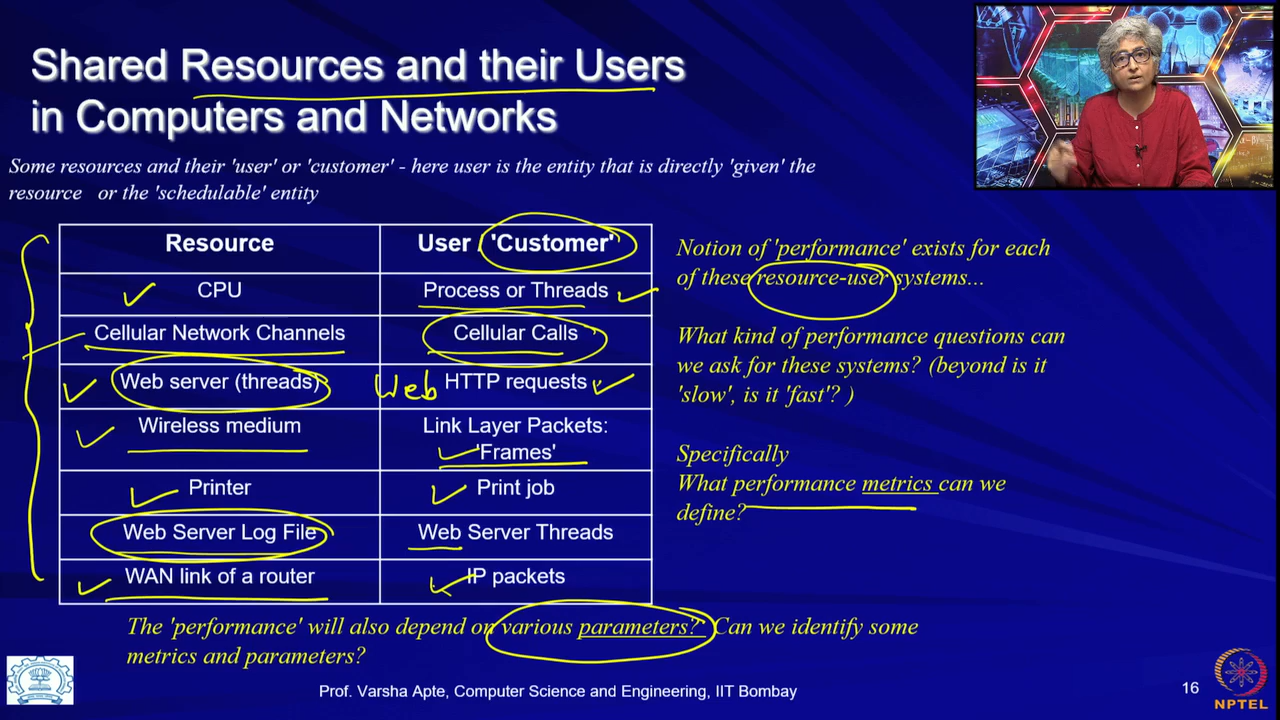 Shared Resources and their Users
in Computers and Networks
Some resources and their 'user' or 'customer' - here user is the entity that is directly 'given' the
resource or the 'schedulable' entity
Resource User / 'Customer'
CPU Process or Threads
Cellular Network Channels Cellular Calls
Web server (threads) Web HTTP requests
Wireless medium Link Layer Packets:
'Frames'
Printer Print job
Web Server Log File Web Server Threads
WAN link of a router IP packets
Notion of 'performance' exists for each
of these resource-user systems...
What kind of performance questions can
we ask for these systems? (beyond is it
'slow', is it 'fast'? )
Specifically
What performance metrics can we
define?
The 'performance' will also depend on various parameters? Can we identify some
metrics and parameters?
Prof. Varsha Apte, Computer Science and Engineering, IIT Bombay
16
NPTEL